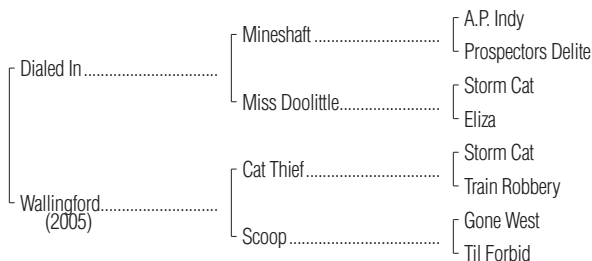 A.P. Indy
Mineshaft
Prospectors Delite
Dialed In
Storm Cat
Miss Doolittle
Eliza
Storm Cat
Cat Thief
Train Robbery
Wallingford
(2005)
Gone West
Scoop
Til Forbid